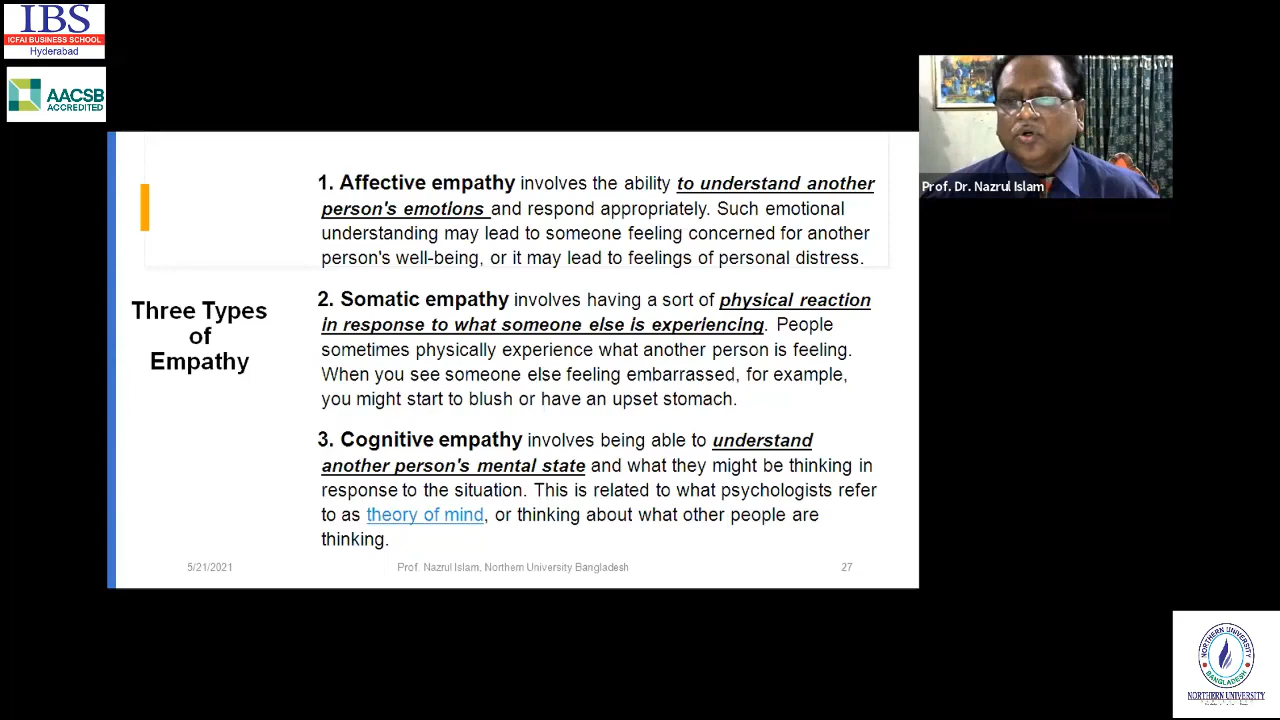 IBS
ICFAI BUSINESS SCHOOL
Hyderabad
AACSB
ACCREDITED
Prof. Dr. Nazrul Islam
Three Types
of
Empathy
1. Affective empathy involves the ability to understand another
person's emotions and respond appropriately. Such emotional
understanding may lead to someone feeling concerned for another
person's well-being, or it may lead to feelings of personal distress.
2. Somatic empathy involves having a sort of physical reaction
in response to what someone else is experiencing. People
sometimes physically experience what another person is feeling.
When you see someone else feeling embarrassed, for example,
you might start to blush or have an upset stomach.
3. Cognitive empathy involves being able to understand
another person's mental state and what they might be thinking in
response to the situation. This is related to what psychologists refer
to as theory of mind, or thinking about what other people are
thinking.
5/21/2021
Prof. Nazrul Islam, Northern University Bangladesh
27
NORTHERN UNIVERSITY
BANGLADESH
NORTHERN UNIVERSITY